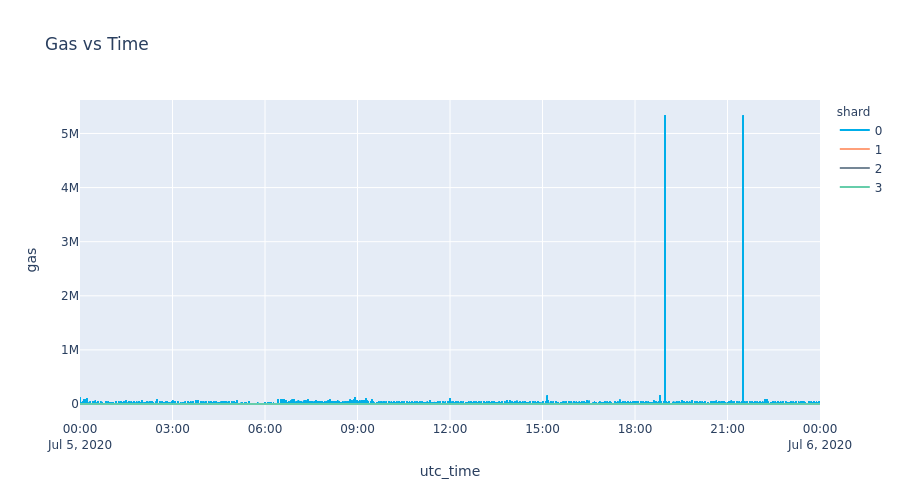 Gas vs Time
shard
0
1
2
3
5M
4M
3M
2M
1M
0
gas
00:00 03:00 06:00 09:00 12:00 15:00 18:00 21:00 00:00
Jul 5, 2020 Jul 6, 2020
utc_time